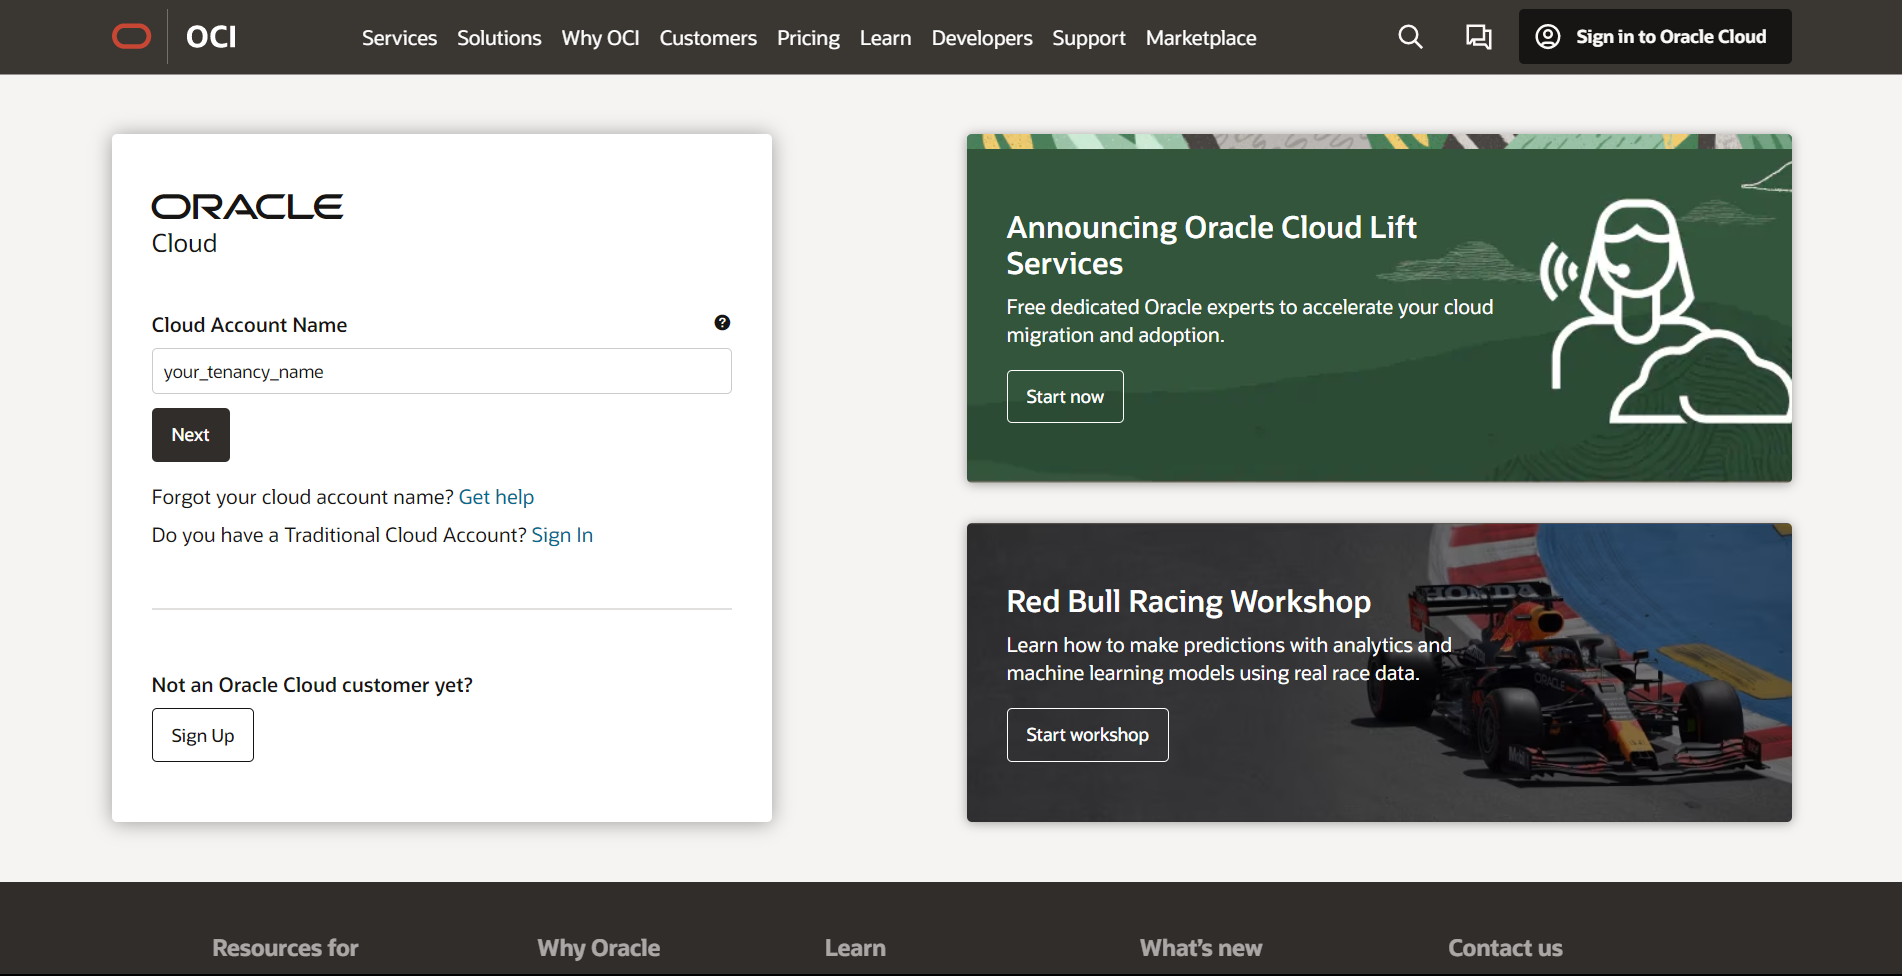 OCI
Services Solutions Why OCI Customers Pricing Learn Developers Support Marketplace
Sign in to Oracle Cloud
ORACLE
Cloud
Cloud Account Name
?
your_tenancy_name
Next
Forgot your cloud account name? Get help
Do you have a Traditional Cloud Account? Sign In
Not an Oracle Cloud customer yet?
Sign Up
Announcing Oracle Cloud Lift
Services
Free dedicated Oracle experts to accelerate your cloud
migration and adoption.
Start now
Red Bull Racing Workshop
Learn how to make predictions with analytics and
machine learning models using real race data.
Start workshop
HONDA
ORACLE
Mobil
Resources for
Why Oracle
Learn
What's new
Contact us